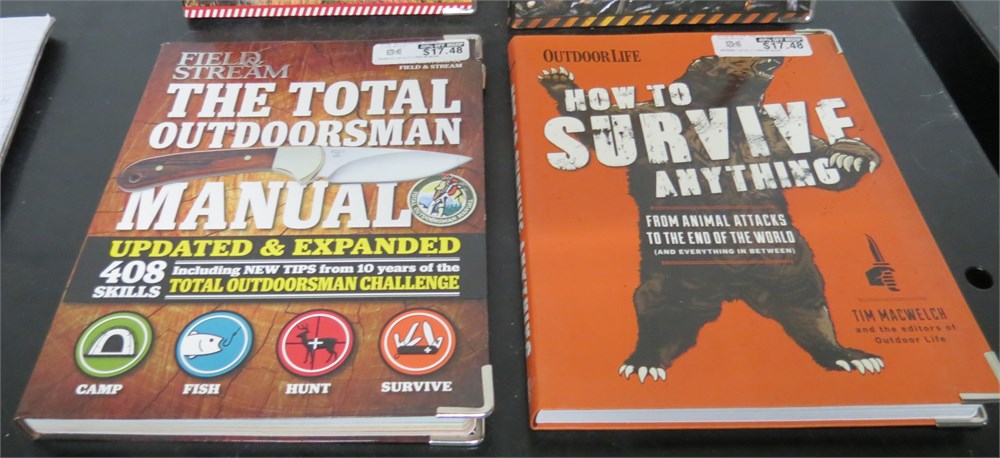 FIELD &
STREAM
$17.48
FIELD & STREAM
THE TOTAL
OUTDOORSMAN
MANUAL
UPDATED & EXPANDED
408
SKILLS
Including NEW TIPS from 10 years of the
TOTAL OUTDOORSMAN CHALLENGE
CAMP
FISH
HUNT
SURVIVE
OUTDOOR LIFE
$17.48
HOW TO
SURVIVE
ANYTHING
FROM ANIMAL ATTACKS
TO THE END OF THE WORLD
(AND EVERYTHING IN BETWEEN)
TIM MACWELCH
and the editors of
Outdoor Life